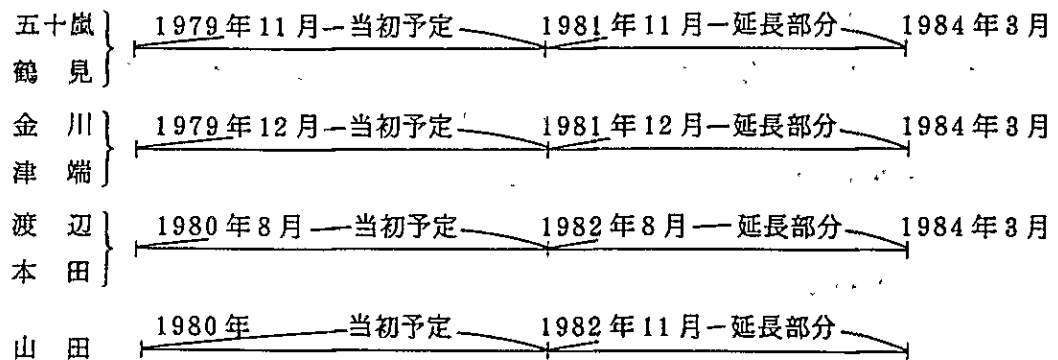 五十嵐 1979年11月―当初予定 1981年11月―延長部分 1984年3月
鶴見
金川 1979年12月―当初予定 1981年12月―延長部分 1984年3月
津端
渡辺 1980年8月―当初予定 1982年8月―延長部分 1984年3月
本田
山田 1980年 当初予定 1982年11月―延長部分